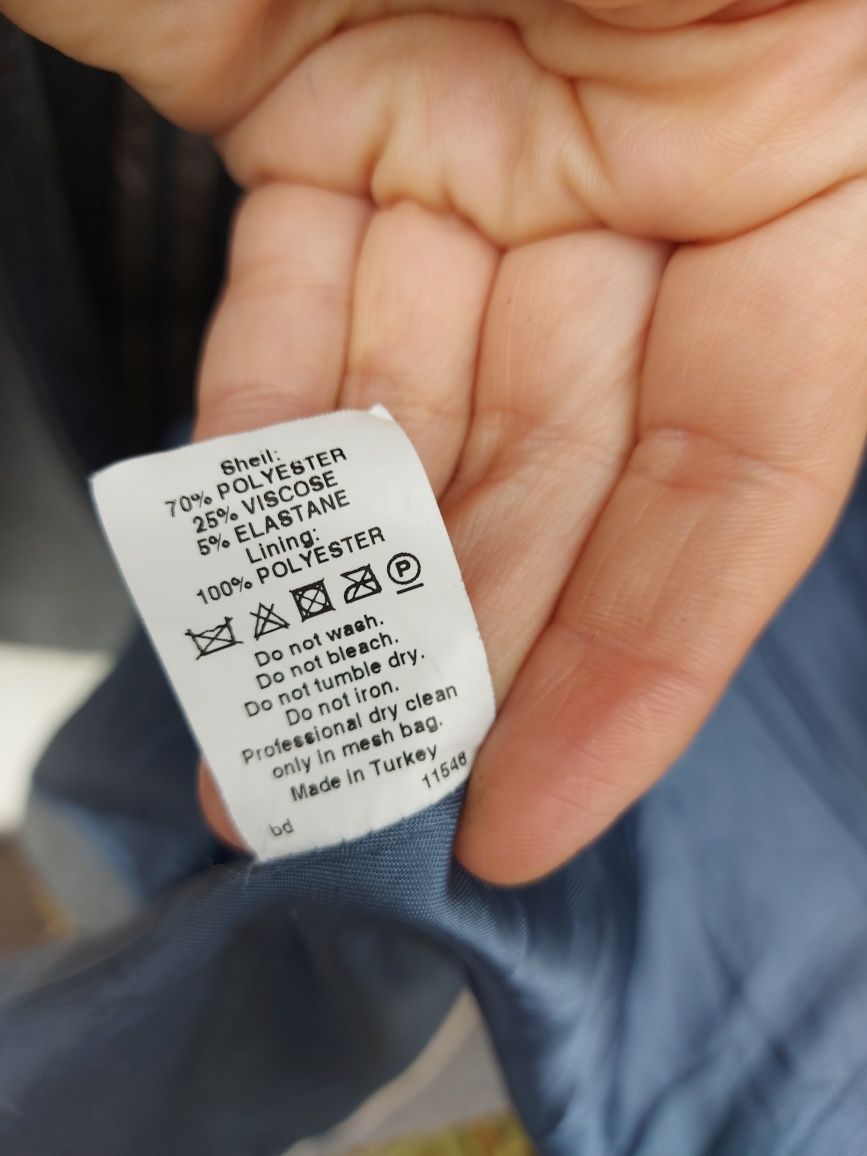 Shell:
70% POLYESTER
25% VISCOSE
5% ELASTANE
Lining:
100% POLYESTER
P
Do not wash.
Do not bleach.
Do not tumble dry.
Do not iron.
Professional dry clean
only in mesh bag.
Made in Turkey
11546
bd